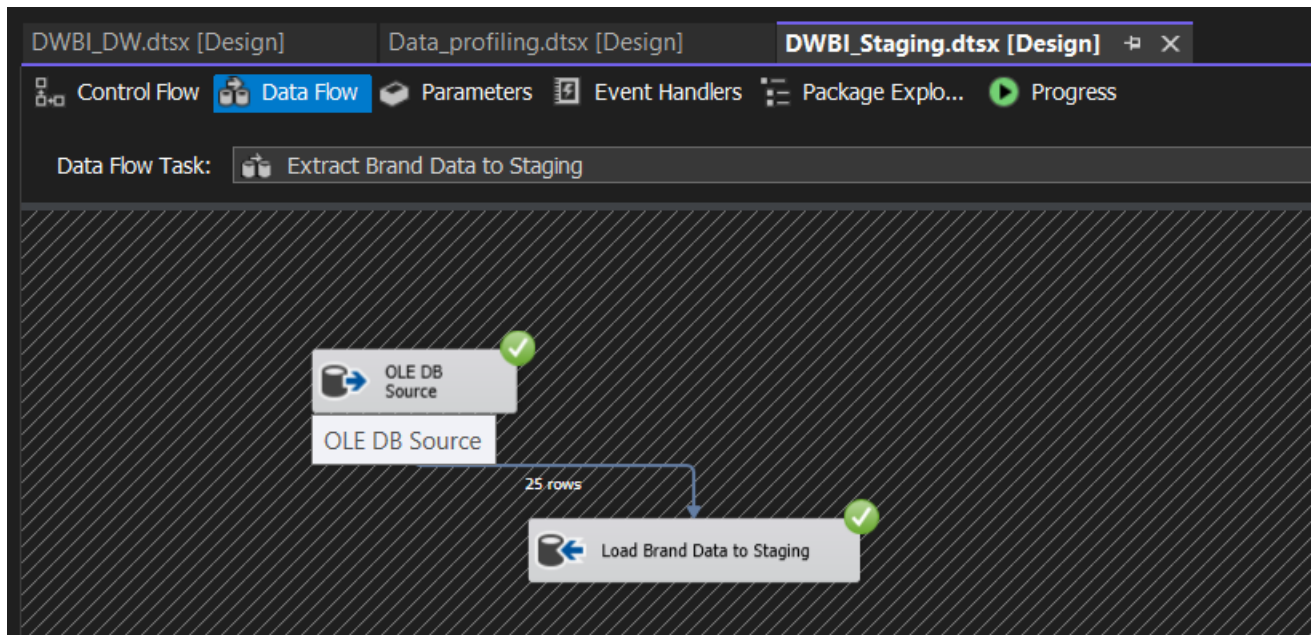 DWBI_DW.dtsx [Design] Data_profiling.dtsx [Design] DWBI_Staging.dtsx [Design]
Control Flow Data Flow Parameters Event Handlers Package Explo... Progress
Data Flow Task: Extract Brand Data to Staging
OLE DB
Source
OLE DB Source
25 rows
Load Brand Data to Staging